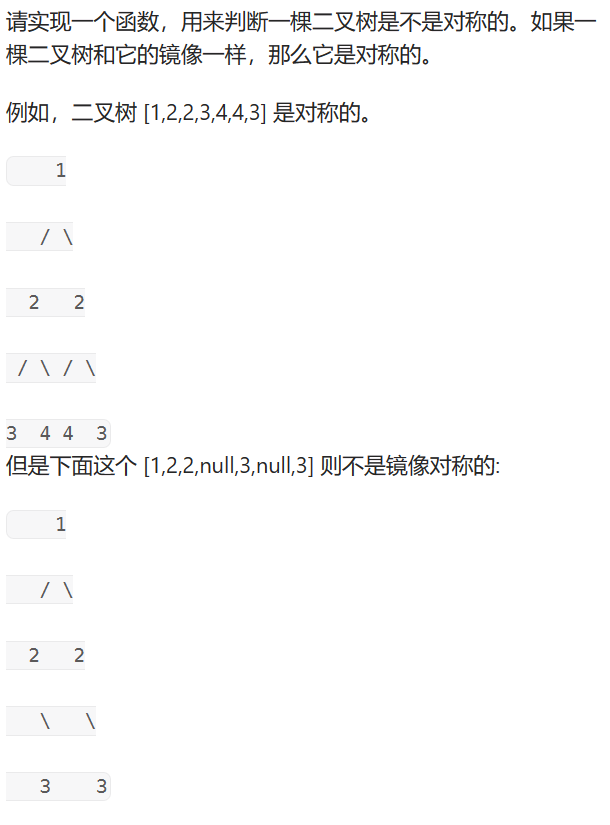 请实现一个函数，用来判断一棵二叉树是不是对称的。如果一
棵二叉树和它的镜像一样，那么它是对称的。
例如，二叉树 [1,2,2,3,4,4,3] 是对称的。
    1
   / \
  2   2
 / \ / \
3  4 4  3
但是下面这个 [1,2,2,null,3,null,3] 则不是镜像对称的:
    1
   / \
  2   2
   \   \
   3    3